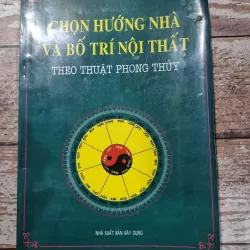 CHỌN HƯỚNG NHÀ
VÀ BỐ TRÍ NỘI THẤT
THEO THUẬT PHONG THỦY
NHÀ XUẤT BẢN XÂY DỰNG